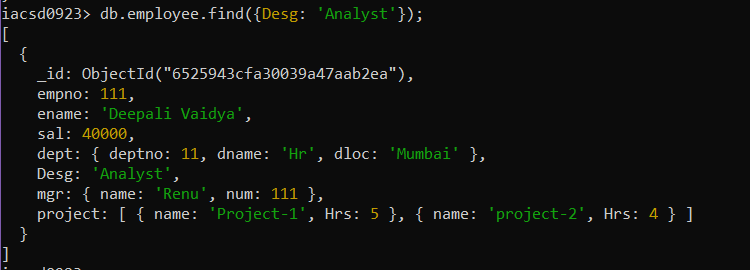 iacsd0923> db.employee.find({Desg: 'Analyst'});
[
  {
    _id: ObjectId("6525943cfa30039a47aab2ea"),
    empno: 111,
    ename: 'Deepali Vaidya',
    sal: 40000,
    dept: { deptno: 11, dname: 'Hr', dloc: 'Mumbai' },
    Desg: 'Analyst',
    mgr: { name: 'Renu', num: 111 },
    project: [ { name: 'Project-1', Hrs: 5 }, { name: 'project-2', Hrs: 4 } ]
  }
]